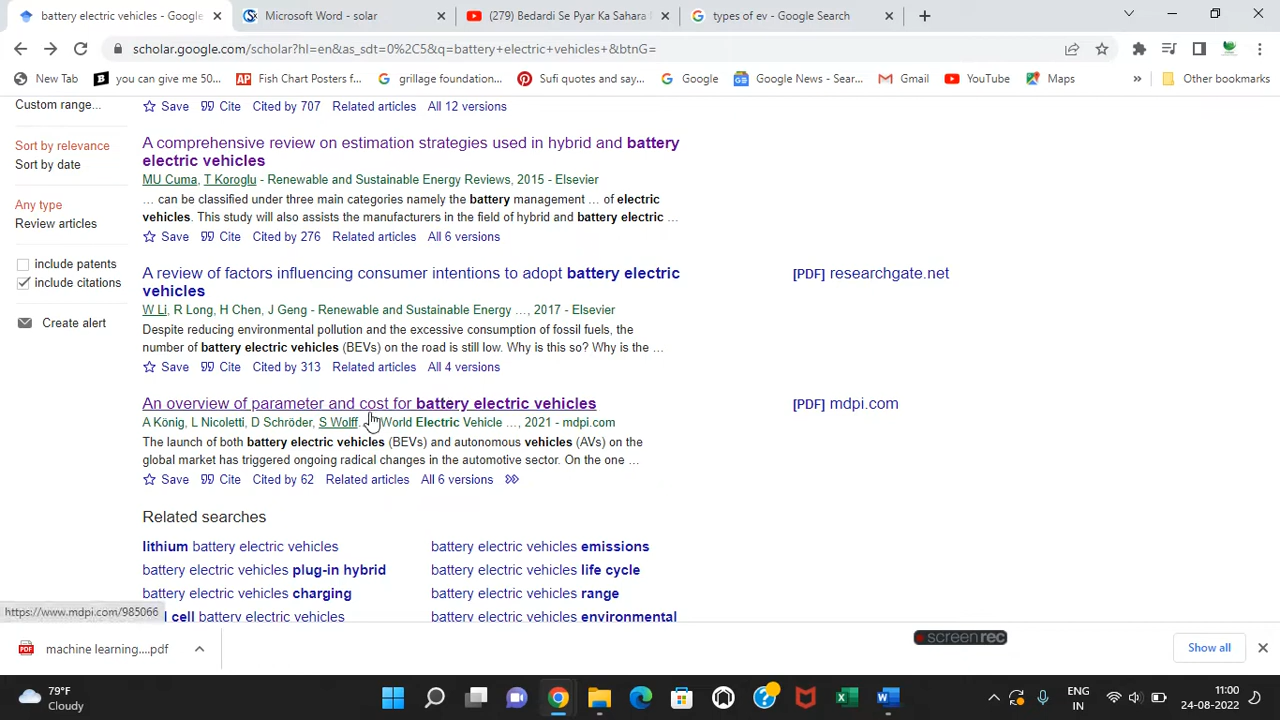 battery electric vehicles - Google
Microsoft Word - solar
(279) Bedardi Se Pyar Ka Sahara
types of ev - Google Search
scholar.google.com/scholar?hl=en&as_sdt=0%2C5&q=battery+electric+vehicles+&btnG=
New Tab
you can give me 50...
Fish Chart Posters f...
grillage foundation...
Sufi quotes and say...
Google
Google News - Sear...
Gmail
YouTube
Maps
»
Other bookmarks
Custom range...
Save Cite Cited by 707 Related articles All 12 versions
Sort by relevance
Sort by date
A comprehensive review on estimation strategies used in hybrid and battery
electric vehicles
MU Cuma, T Koroglu - Renewable and Sustainable Energy Reviews, 2015 - Elsevier
… can be classified under three main categories namely the battery management … of electric
vehicles. This study will also assists the manufacturers in the field of hybrid and battery electric …
Save Cite Cited by 276 Related articles All 6 versions
Any type
Review articles
include patents
include citations
Create alert
A review of factors influencing consumer intentions to adopt battery electric
vehicles
[PDF] researchgate.net
W Li, R Long, H Chen, J Geng - Renewable and Sustainable Energy …, 2017 - Elsevier
Despite reducing environmental pollution and the excessive consumption of fossil fuels, the
number of battery electric vehicles (BEVs) on the road is still low. Why is this so? Why is the …
Save Cite Cited by 313 Related articles All 4 versions
An overview of parameter and cost for battery electric vehicles
[PDF] mdpi.com
A König, L Nicoletti, D Schröder, S Wolff… World Electric Vehicle …, 2021 - mdpi.com
The launch of both battery electric vehicles (BEVs) and autonomous vehicles (AVs) on the
global market has triggered ongoing radical changes in the automotive sector. On the one …
Save Cite Cited by 62 Related articles All 6 versions
Related searches
lithium battery electric vehicles
battery electric vehicles emissions
battery electric vehicles plug-in hybrid
battery electric vehicles life cycle
battery electric vehicles charging
battery electric vehicles range
cell battery electric vehicles
battery electric vehicles environmental
https://www.mdpi.com/985066
machine learning....pdf
screenrec
Show all
79°F
Cloudy
ENG
IN
11:00
24-08-2022